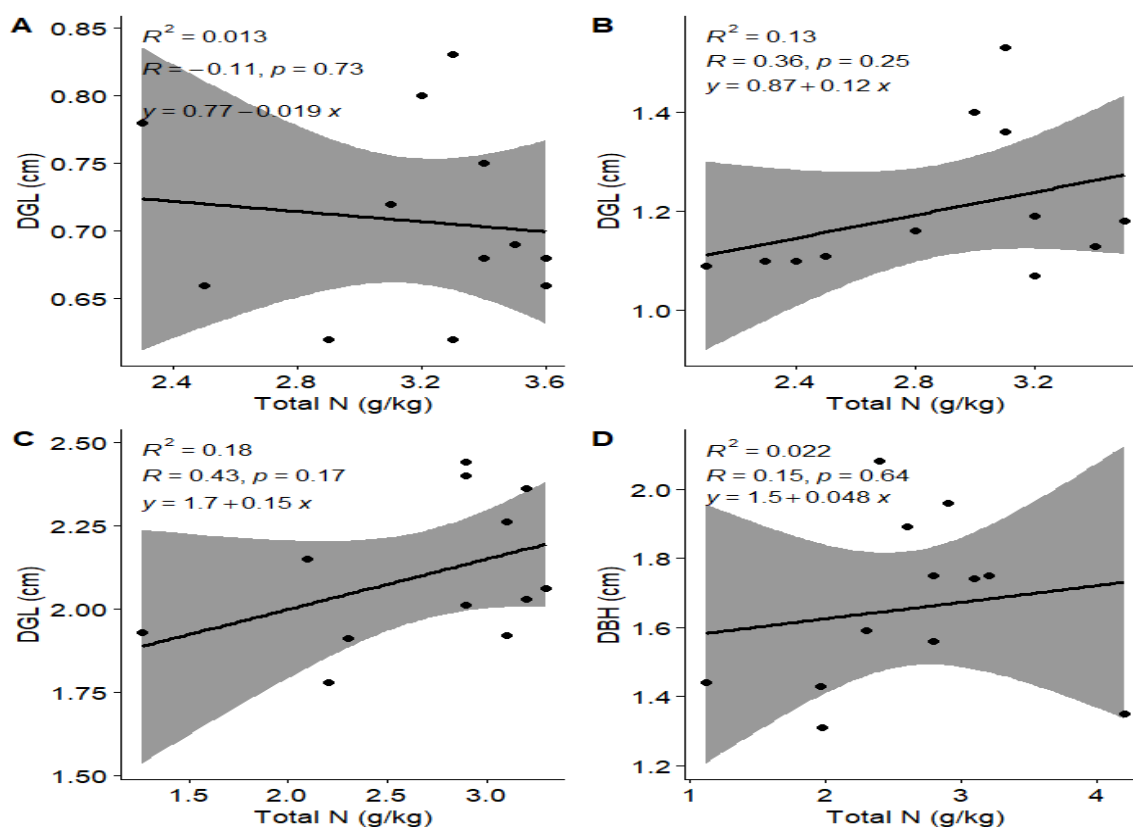 A
R² = 0.013
R = −0.11, p = 0.73
y = 0.77 − 0.019 x
0.85
0.80
0.75
0.70
0.65
DGL (cm)
2.4 2.8 3.2 3.6
Total N (g/kg)
B
R² = 0.13
R = 0.36, p = 0.25
y = 0.87 + 0.12 x
1.4
1.2
1.0
DGL (cm)
2.4 2.8 3.2
Total N (g/kg)
C
R² = 0.18
R = 0.43, p = 0.17
y = 1.7 + 0.15 x
2.50
2.25
2.00
1.75
1.50
DGL (cm)
1.5 2.0 2.5 3.0
Total N (g/kg)
D
R² = 0.022
R = 0.15, p = 0.64
y = 1.5 + 0.048 x
2.0
1.8
1.6
1.4
1.2
DBH (cm)
1 2 3 4
Total N (g/kg)